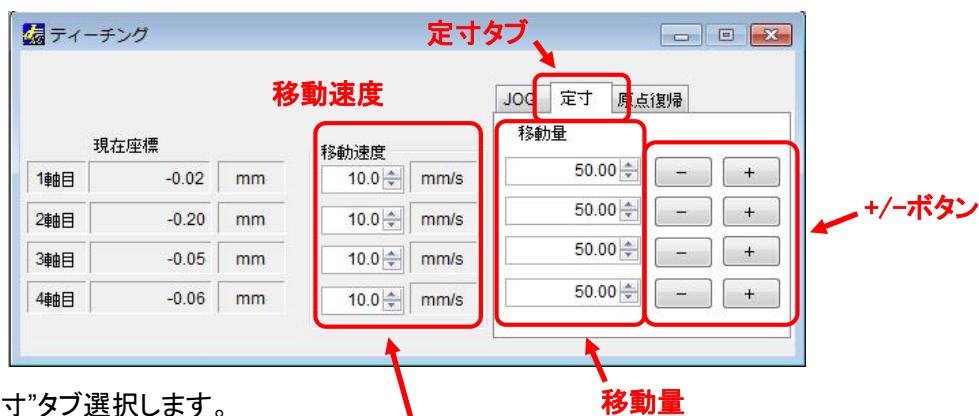 ティーチング
定寸タブ
移動速度
JOG 定寸 原点復帰
現在座標
移動速度
移動量
1軸目 -0.02 mm 10.0 mm/s 50.00 - +
2軸目 -0.20 mm 10.0 mm/s 50.00 - +
3軸目 -0.05 mm 10.0 mm/s 50.00 - +
4軸目 -0.06 mm 10.0 mm/s 50.00 - +
+/-ボタン
移動量
寸”タブ選択します。